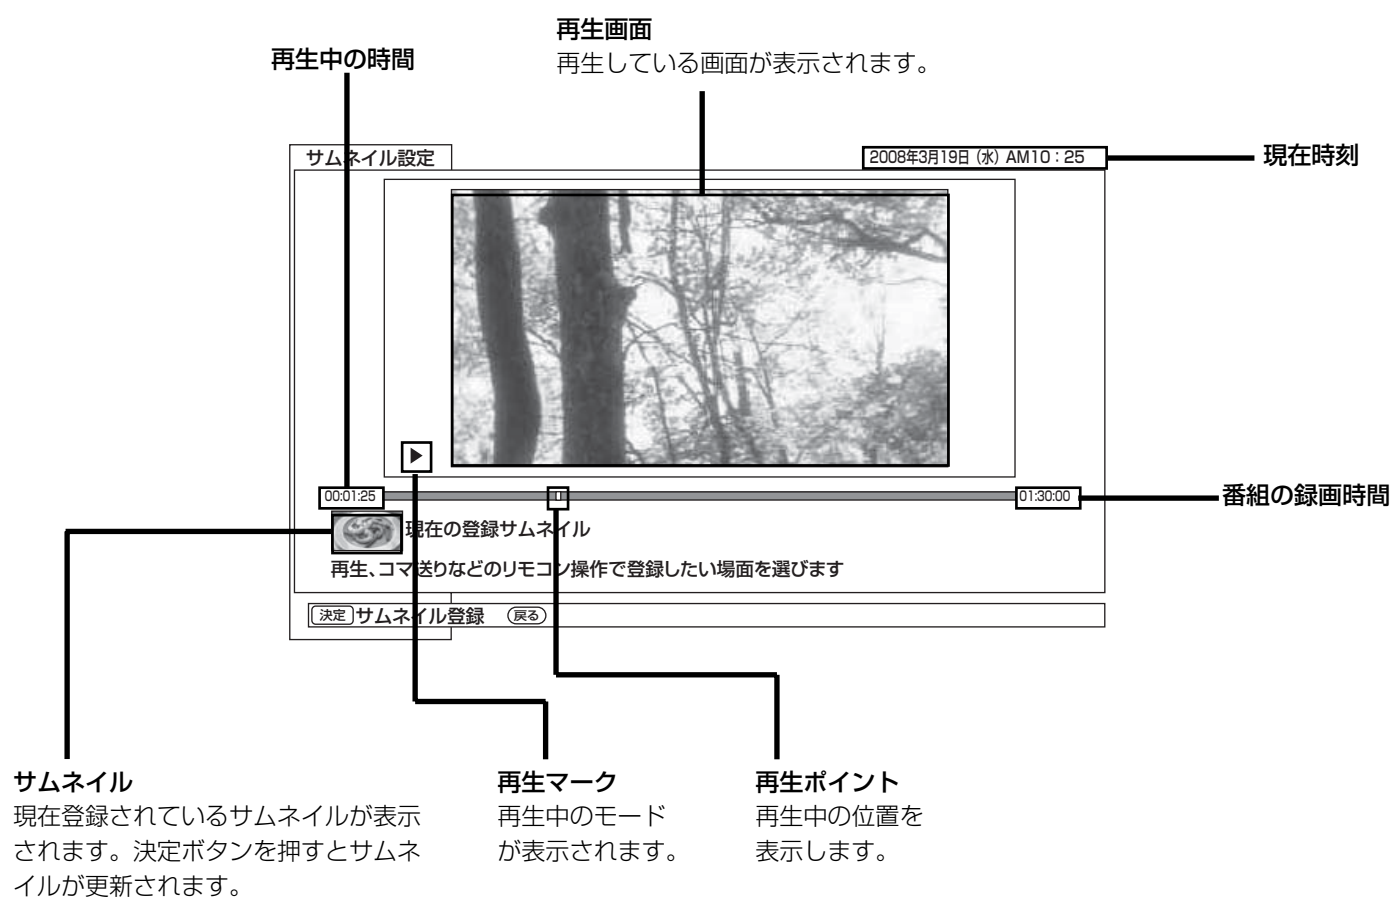 再生画面
再生している画面が表示されます。
再生中の時間
現在時刻
サムネイル設定
2008年3月19日（水）AM10：25
00:01:25
01:30:00
番組の録画時間
現在の登録サムネイル
再生、コマ送りなどのリモコン操作で登録したい場面を選びます
決定 サムネイル登録 戻る
サムネイル
現在登録されているサムネイルが表示
されます。決定ボタンを押すとサムネ
イルが更新されます。
再生マーク
再生中のモード
が表示されます。
再生ポイント
再生中の位置を
表示します。